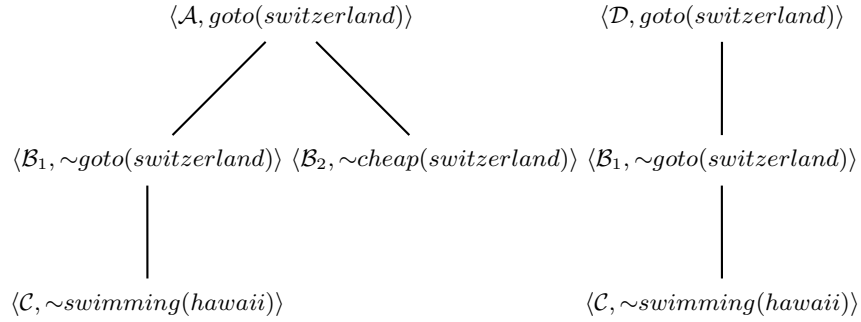 ⟨𝒜, goto(switzerland)⟩ ⟨𝒟, goto(switzerland)⟩
⟨ℬ₁, ∼goto(switzerland)⟩ ⟨ℬ₂, ∼cheap(switzerland)⟩ ⟨ℬ₁, ∼goto(switzerland)⟩
⟨𝒞, ∼swimming(hawaii)⟩ ⟨𝒞, ∼swimming(hawaii)⟩